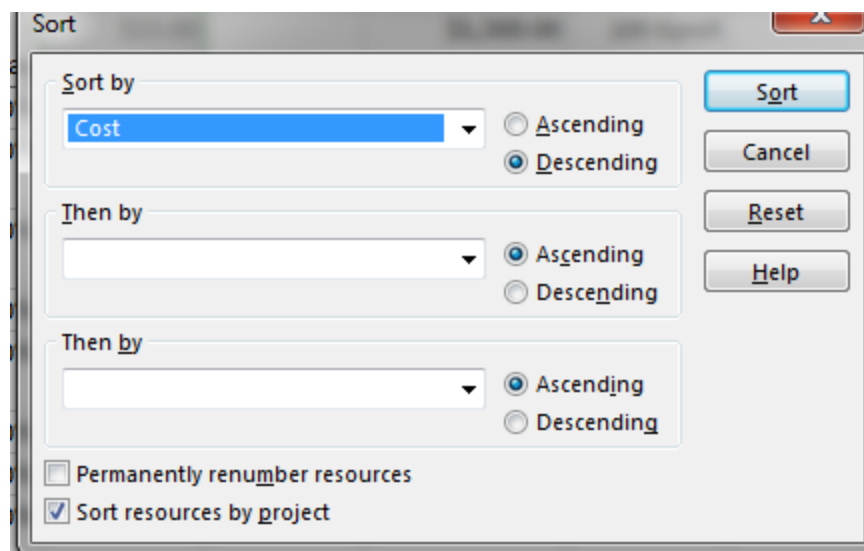 Sort
Sort by
Cost
Ascending
Descending
Then by
Ascending
Descending
Then by
Ascending
Descending
Permanently renumber resources
Sort resources by project
Sort
Cancel
Reset
Help